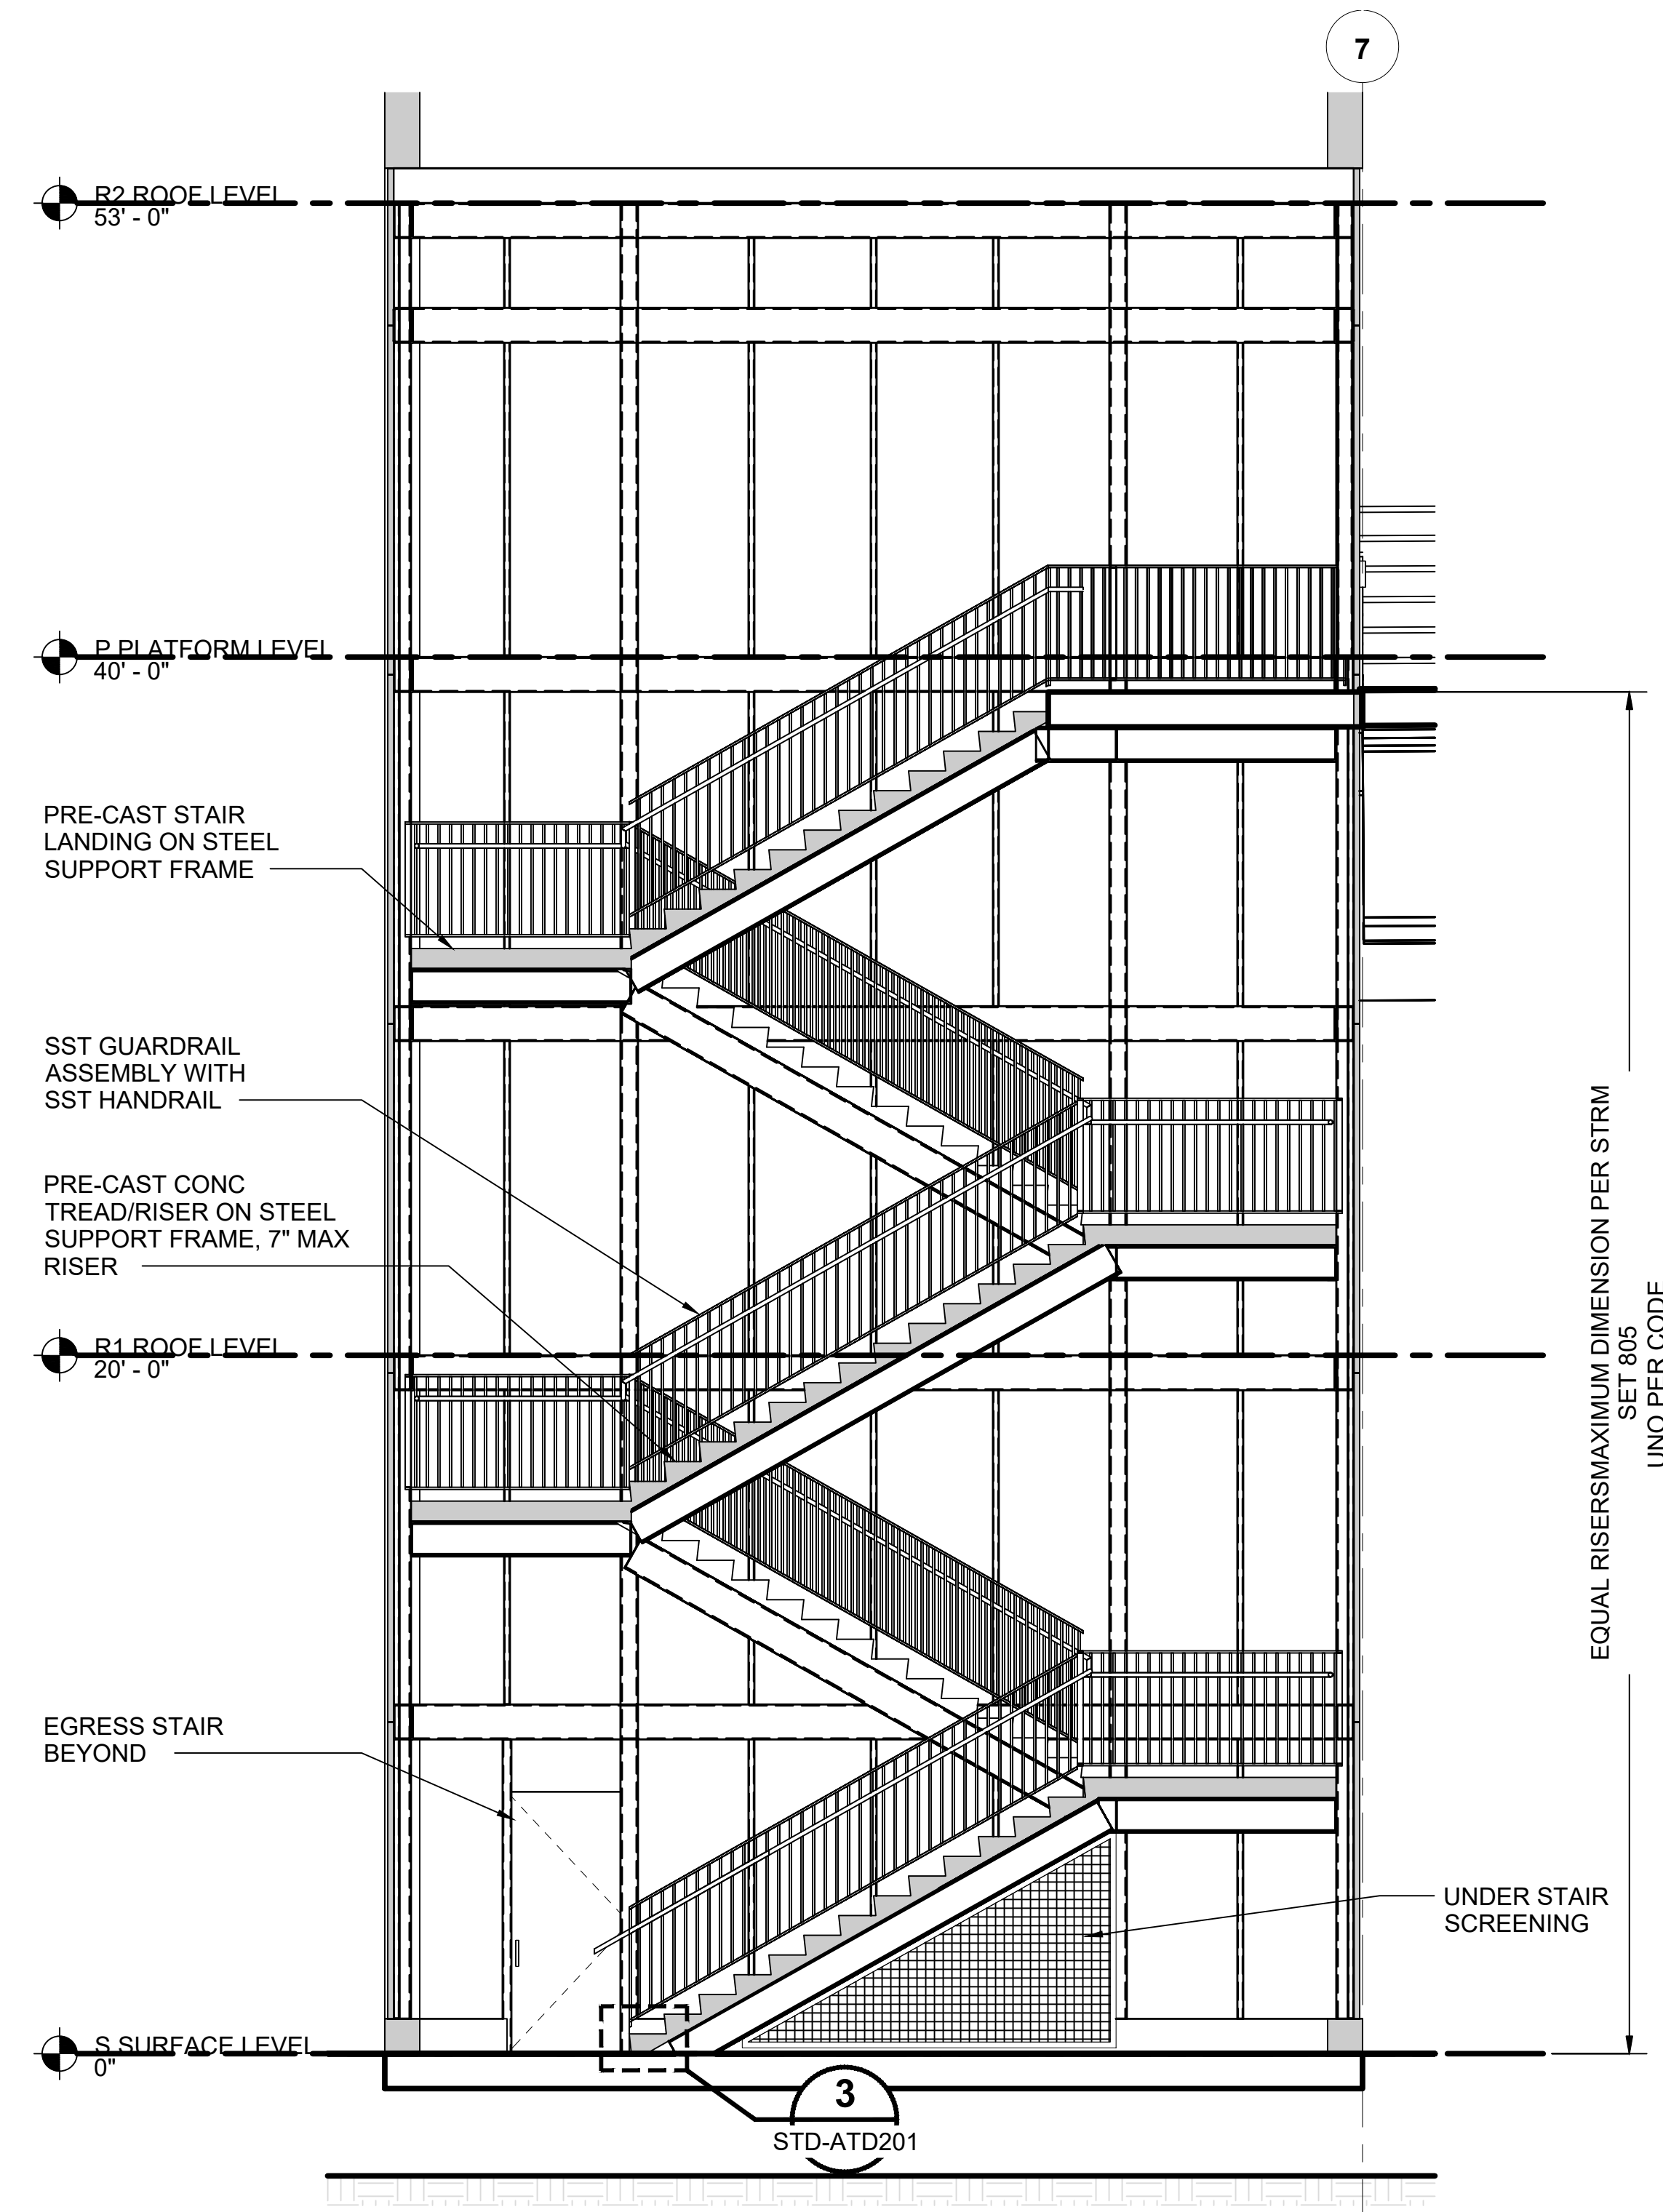 7
R2 ROOF LEVEL
53' - 0"
P PLATFORM LEVEL
40' - 0"
PRE-CAST STAIR
LANDING ON STEEL
SUPPORT FRAME
SST GUARDRAIL
ASSEMBLY WITH
SST HANDRAIL
PRE-CAST CONC
TREAD/RISER ON STEEL
SUPPORT FRAME, 7" MAX
RISER
R1 ROOF LEVEL
20' - 0"
EQUAL RISERSMAXIMUM DIMENSION PER STRM
SET 805
UNO PER CODE
EGRESS STAIR
BEYOND
UNDER STAIR
SCREENING
S SURFACE LEVEL
0"
3
STD-ATD201